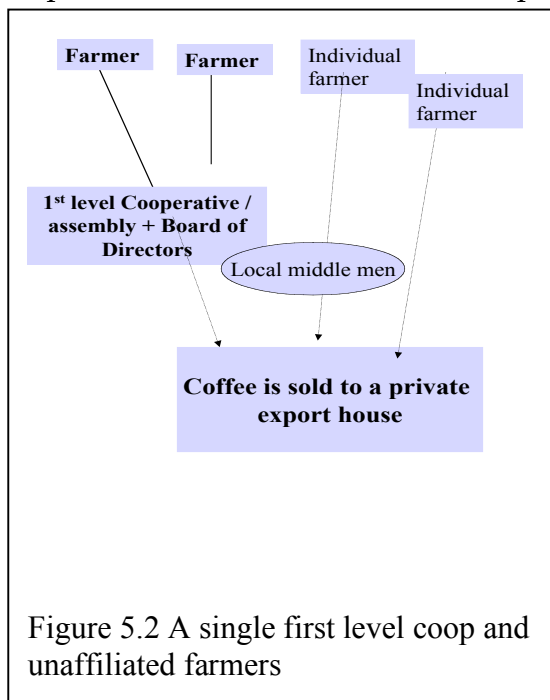 Farmer
Farmer
Individual
farmer
Individual
farmer
1st level Cooperative /
assembly + Board of
Directors
Local middle men
Coffee is sold to a private
export house
Figure 5.2 A single first level coop and
unaffiliated farmers